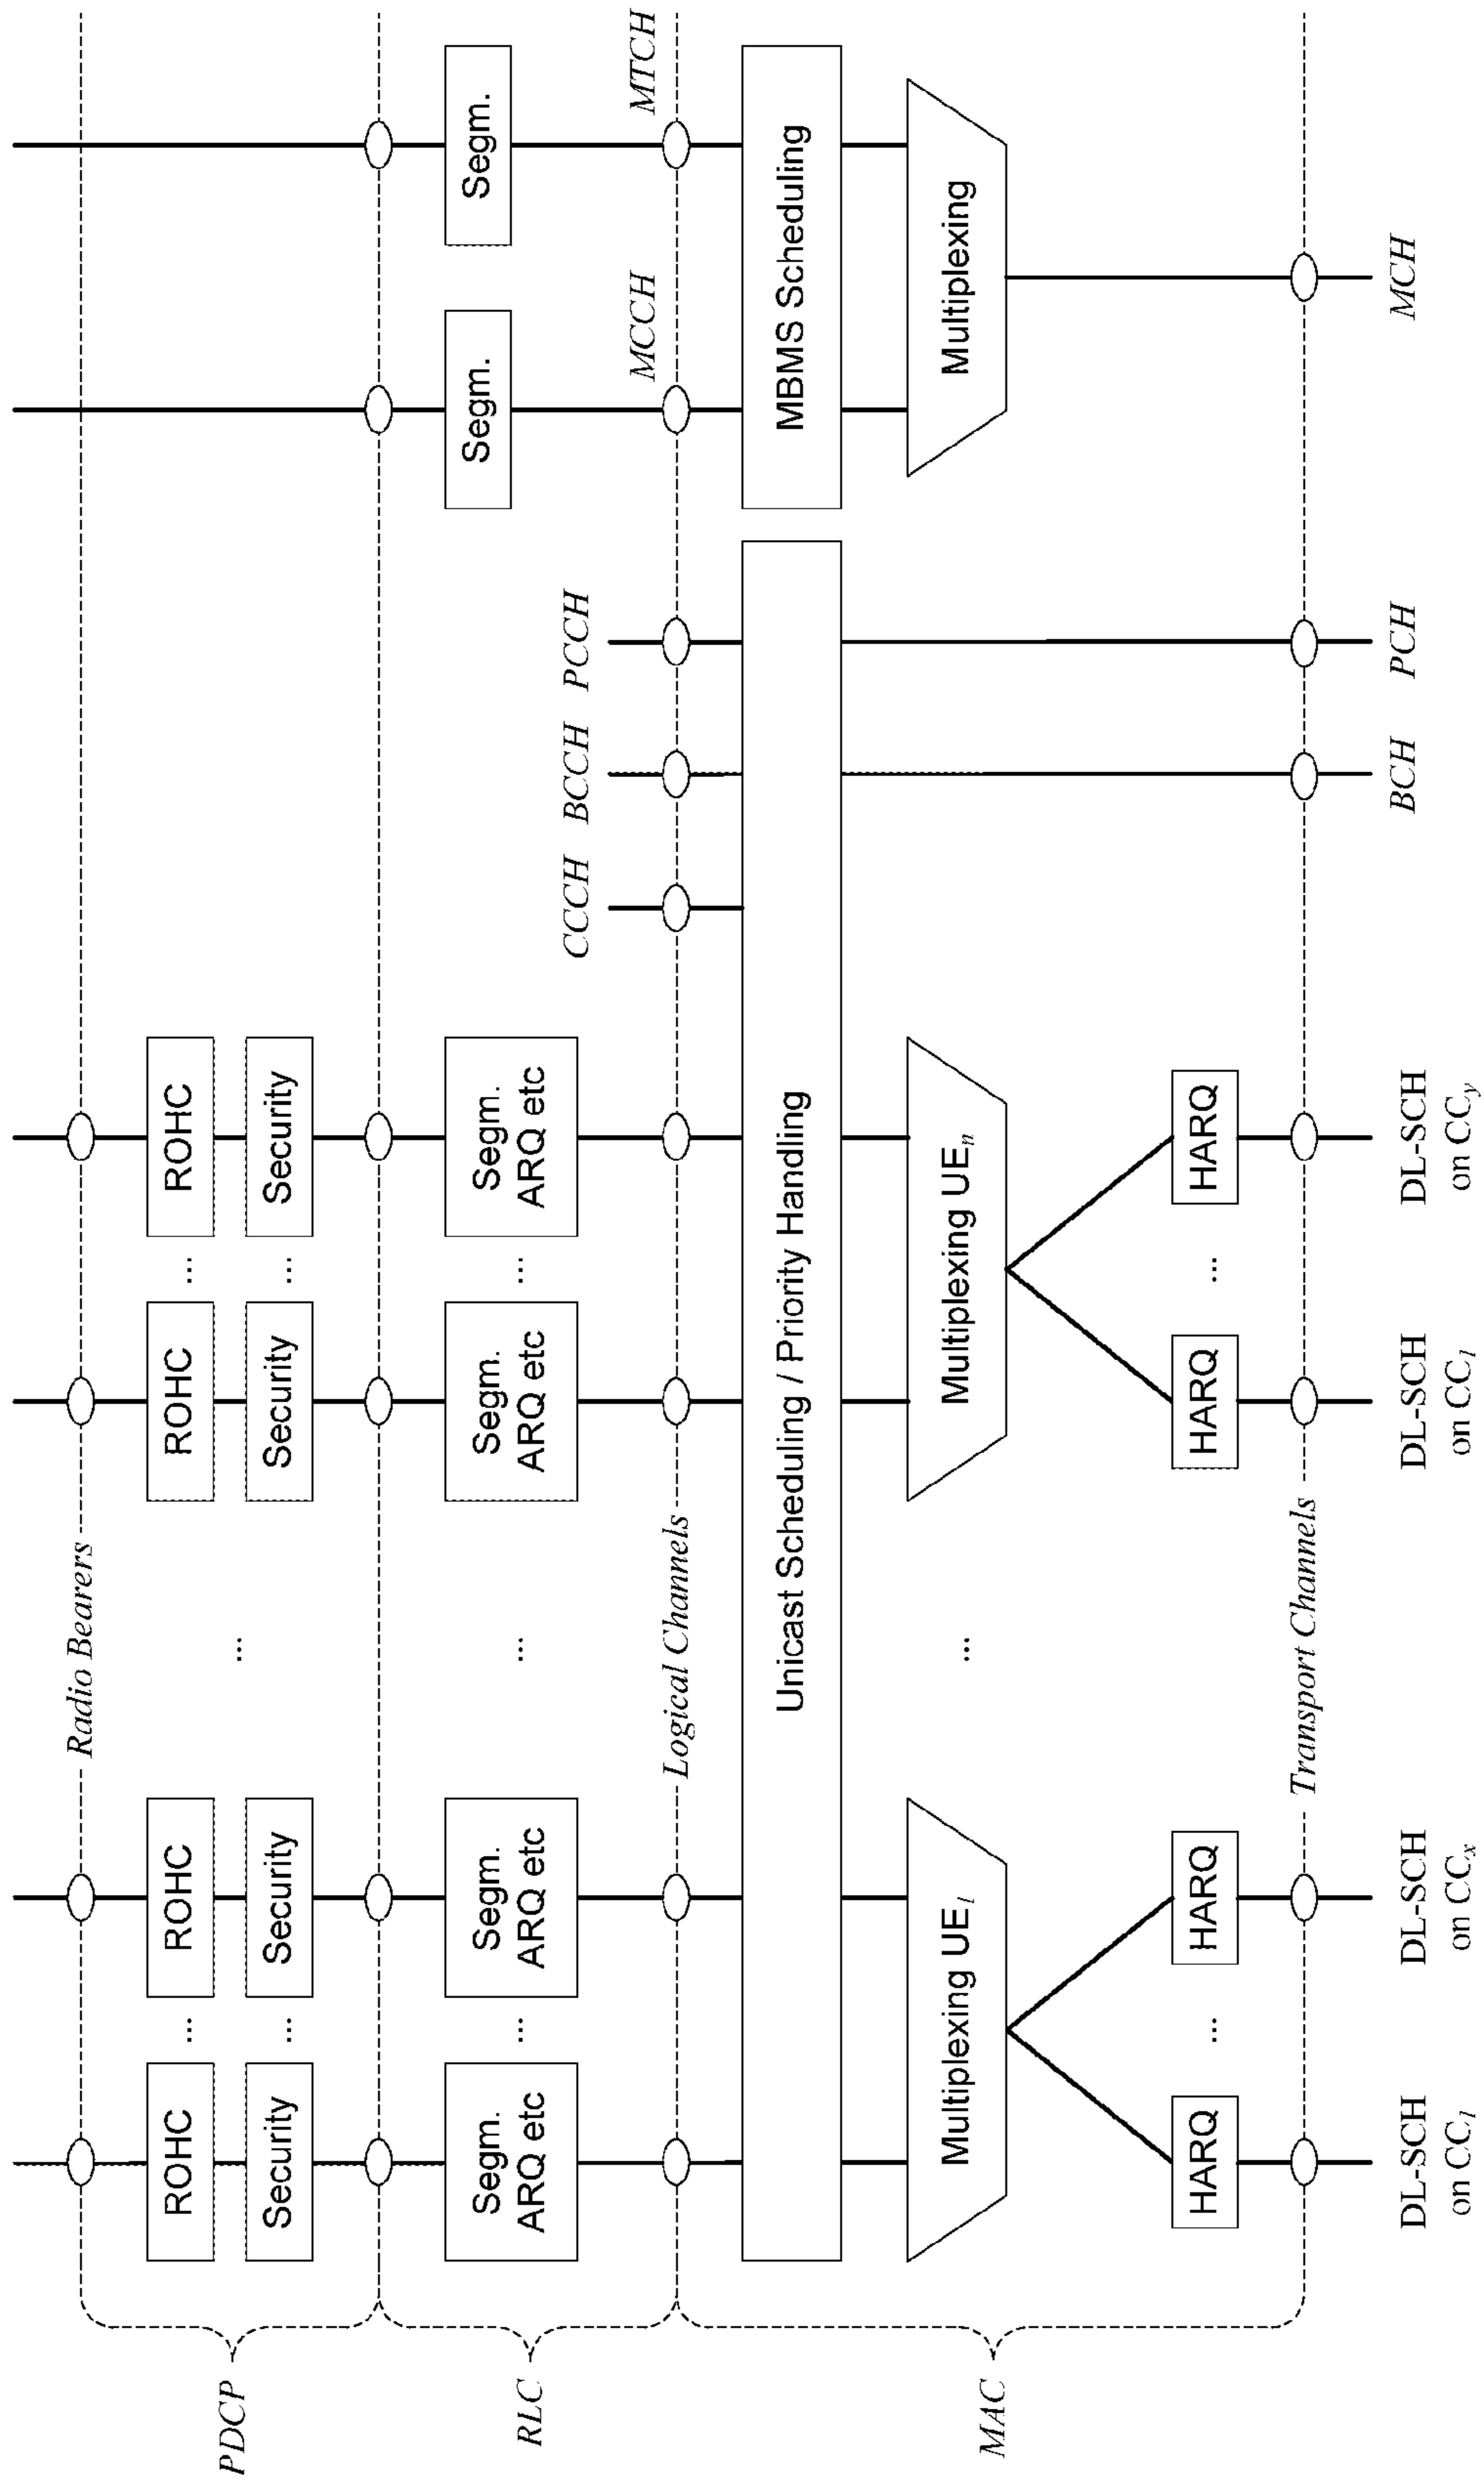 Radio Bearers
PDCP
ROHC
...
ROHC
ROHC
...
ROHC
...
Security
...
Security
Security
...
Security
RLC
Segm.
ARQ etc
...
Segm.
ARQ etc
...
Segm.
ARQ etc
...
Segm.
ARQ etc
Segm.
Segm.
CCCH
BCCH
PCCH
MCCH
MTCH
Logical Channels
MAC
Unicast Scheduling / Priority Handling
MBMS Scheduling
Multiplexing UE1
...
Multiplexing UEn
Multiplexing
HARQ
...
HARQ
HARQ
...
HARQ
Transport Channels
DL-SCH
on CC1
DL-SCH
on CCx
DL-SCH
on CC1
DL-SCH
on CCy
BCH
PCH
MCH